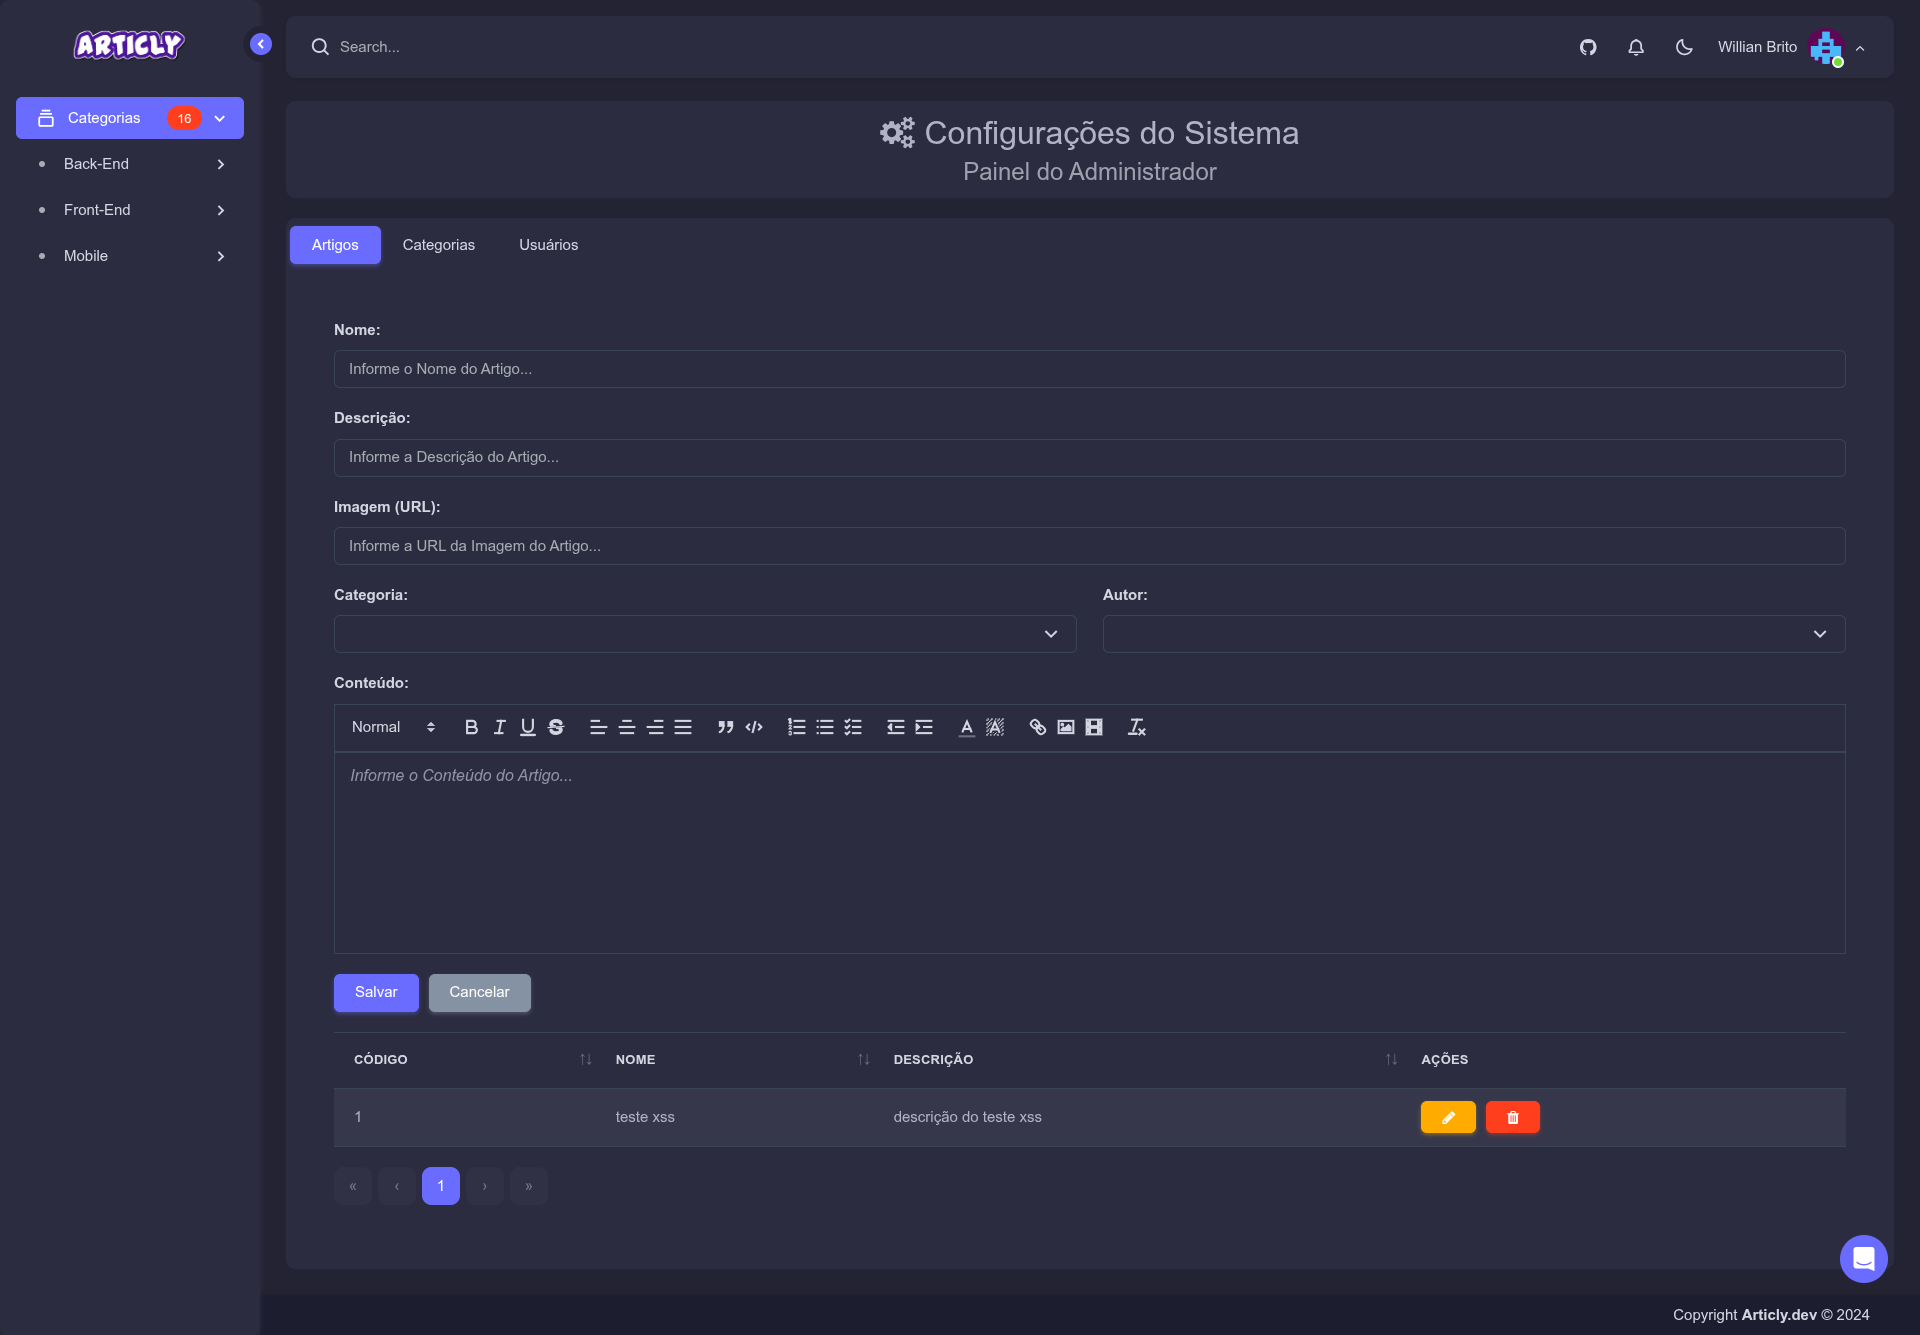 ARTICLY
Search...
Willian Brito
Categorias 16
Back-End
Front-End
Mobile
Configurações do Sistema
Painel do Administrador
Artigos Categorias Usuários
Nome:
Informe o Nome do Artigo...
Descrição:
Informe a Descrição do Artigo...
Imagem (URL):
Informe a URL da Imagem do Artigo...
Categoria: Autor:
Conteúdo:
Normal
Informe o Conteúdo do Artigo...
Salvar Cancelar
CÓDIGO NOME DESCRIÇÃO AÇÕES
1 teste xss descrição do teste xss
« ‹ 1 › »
Copyright Articly.dev © 2024